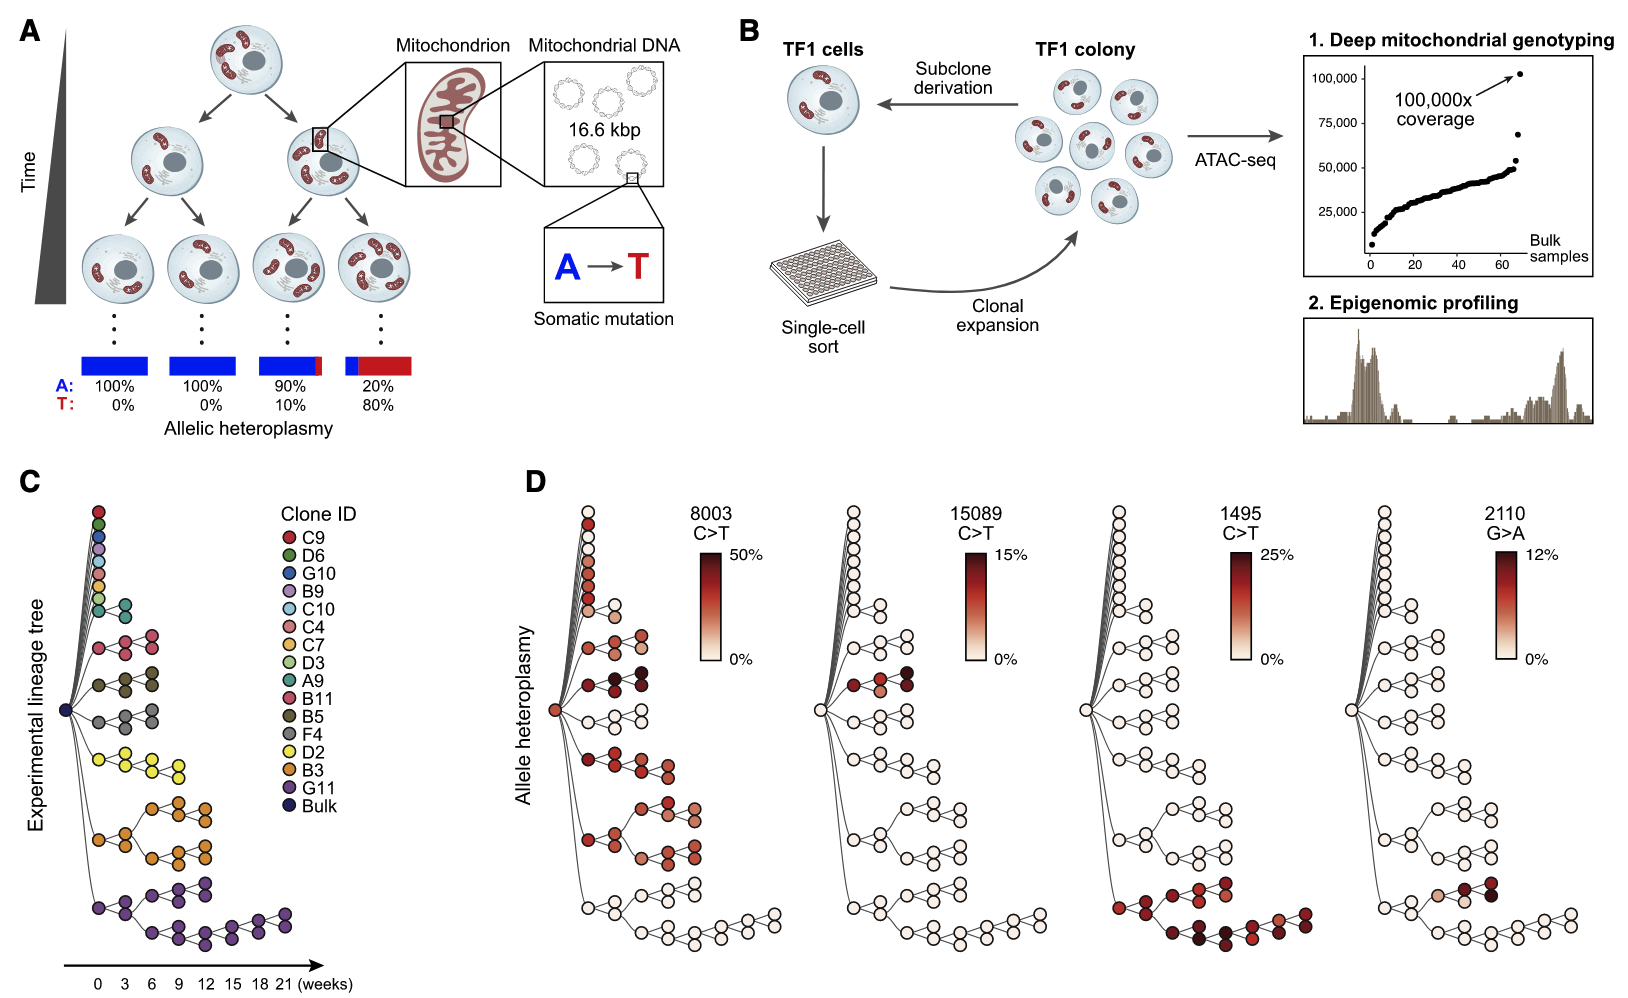 A
Time
Mitochondrion
Mitochondrial DNA
16.6 kbp
A → T
Somatic mutation
A: 100% 100% 90% 20%
T: 0% 0% 10% 80%
Allelic heteroplasmy
B
TF1 cells
TF1 colony
Subclone
derivation
Single-cell
sort
Clonal
expansion
ATAC-seq
1. Deep mitochondrial genotyping
100,000
75,000
50,000
25,000
100,000x
coverage
0 20 40 60
Bulk
samples
2. Epigenomic profiling
C
Experimental lineage tree
Clone ID
C9
D6
G10
B9
C10
C4
C7
D3
A9
B11
B5
F4
D2
B3
G11
Bulk
0 3 6 9 12 15 18 21 (weeks)
D
Allele heteroplasmy
8003
C>T
50%
0%
15089
C>T
15%
0%
1495
C>T
25%
0%
2110
G>A
12%
0%